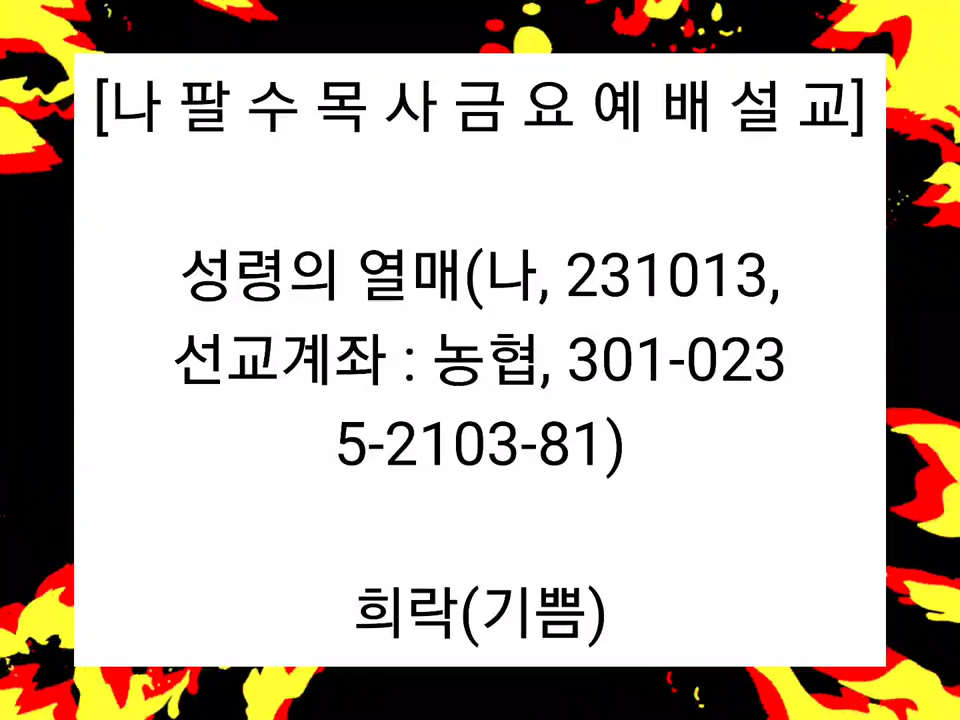 [나 팔 수 목 사 금 요 예 배 설 교]
성령의 열매(나, 231013,
선교계좌 : 농협, 301-023
5-2103-81)
희락(기쁨)